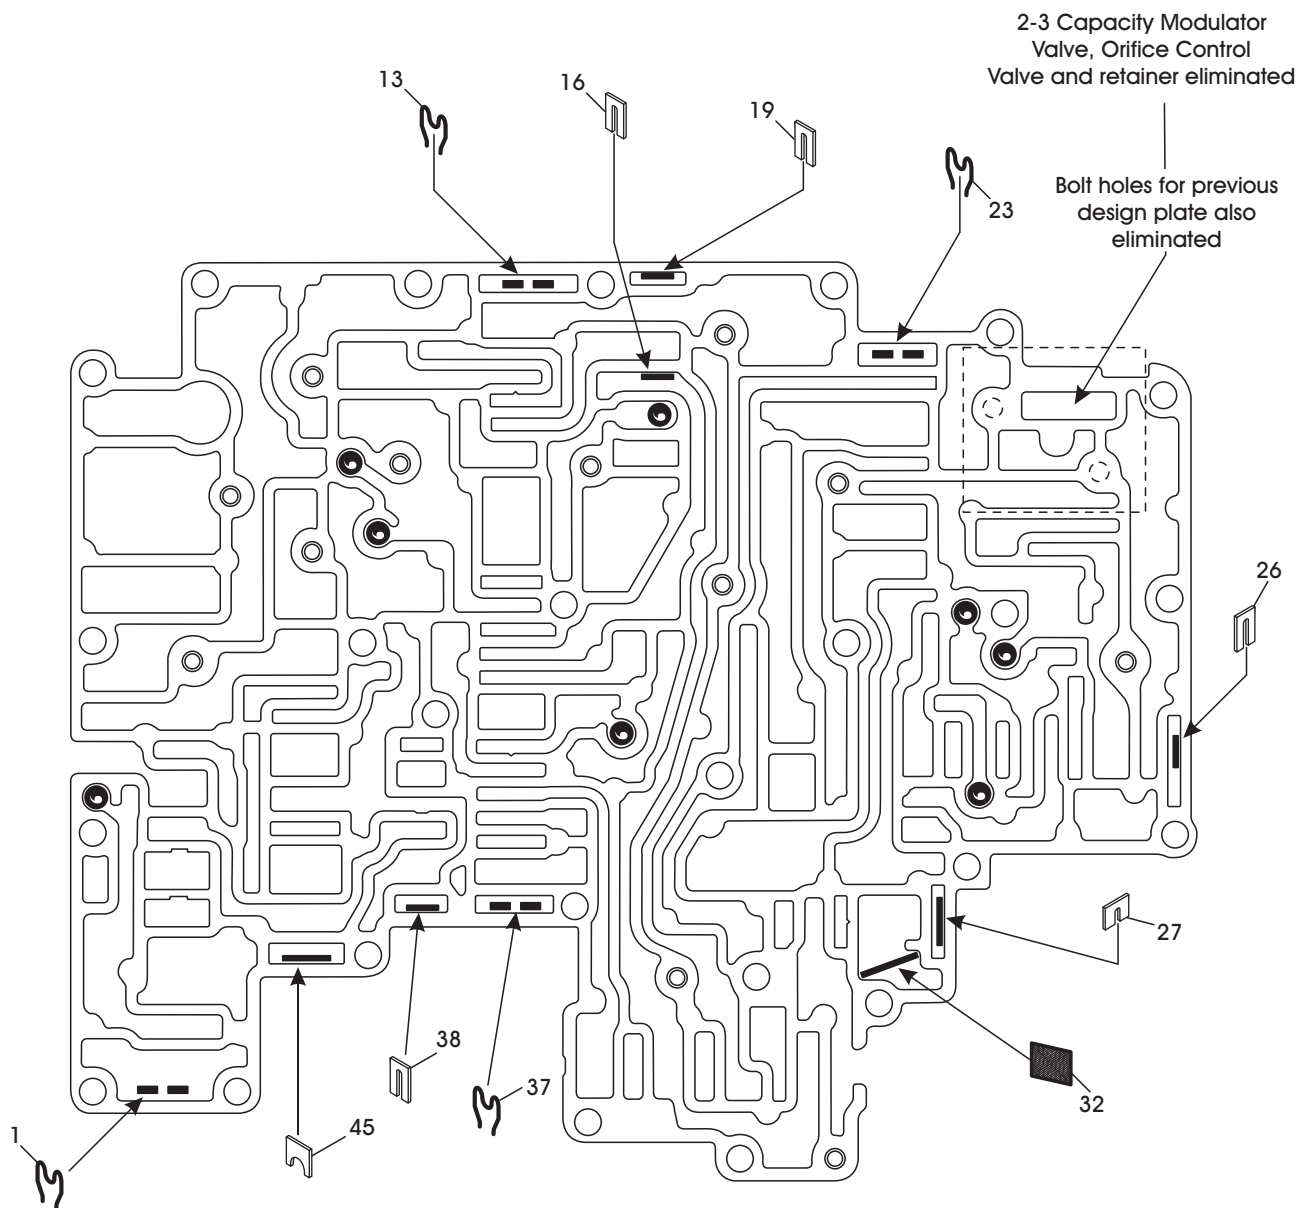 2-3 Capacity Modulator
Valve, Orifice Control
Valve and retainer eliminated
13
16
19
Bolt holes for previous
design plate also
eliminated
23
26
27
38
37
32
45
1